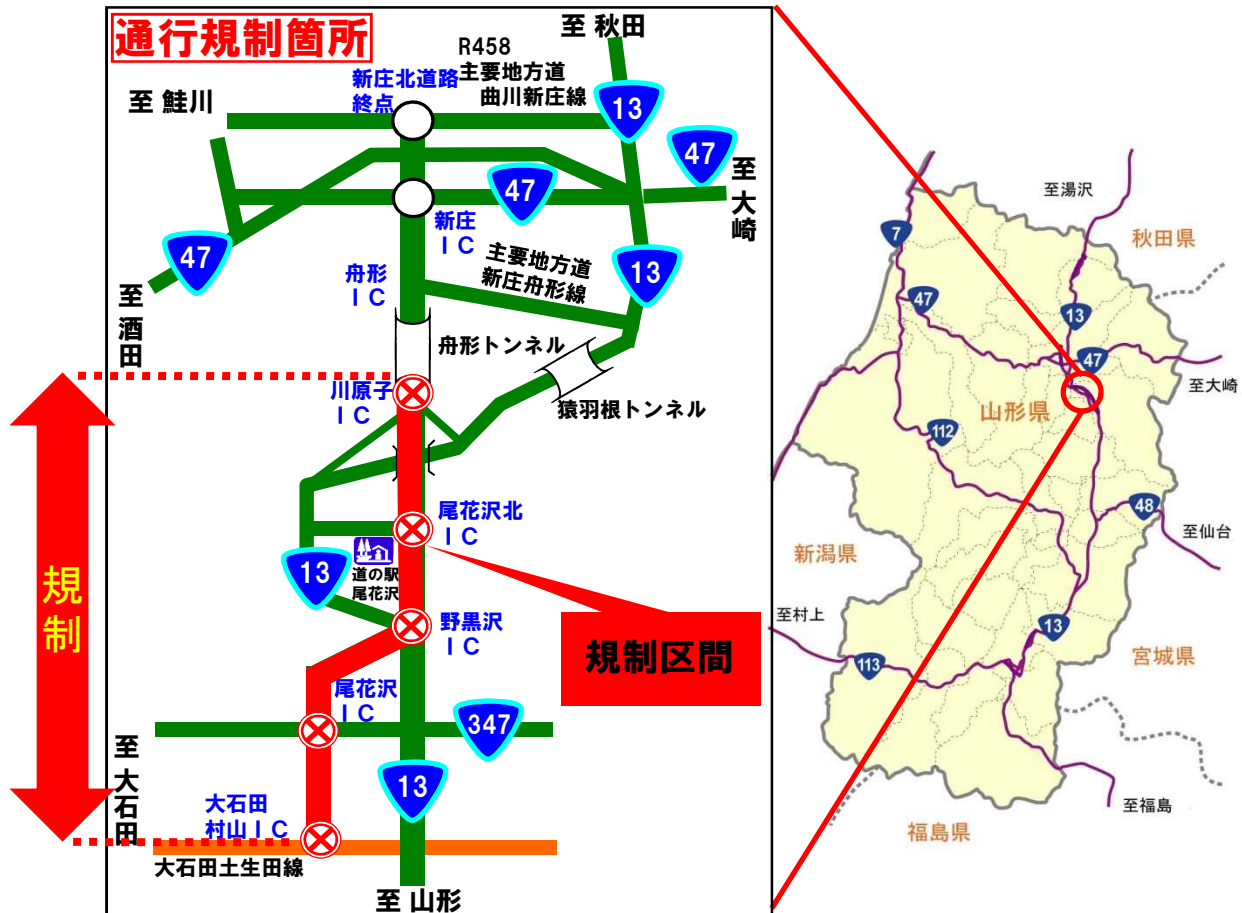 通行規制箇所
至 秋田
R458
主要地方道
曲川新庄線
新庄北道路
終点
至 鮭川
13
47
至 大崎
47
新庄
ＩＣ
47
主要地方道
新庄舟形線
13
舟形
ＩＣ
至 酒田
舟形トンネル
川原子
ＩＣ
猿羽根トンネル
尾花沢北
ＩＣ
13
道の駅
尾花沢
規制
野黒沢
ＩＣ
規制区間
尾花沢
ＩＣ
347
至 大石田
13
大石田
村山ＩＣ
大石田土生田線
至 山形
至湯沢
7
秋田県
47
13
47
至大崎
山形県
112
48
至仙台
新潟県
至村上
13
113
宮城県
至福島
福島県